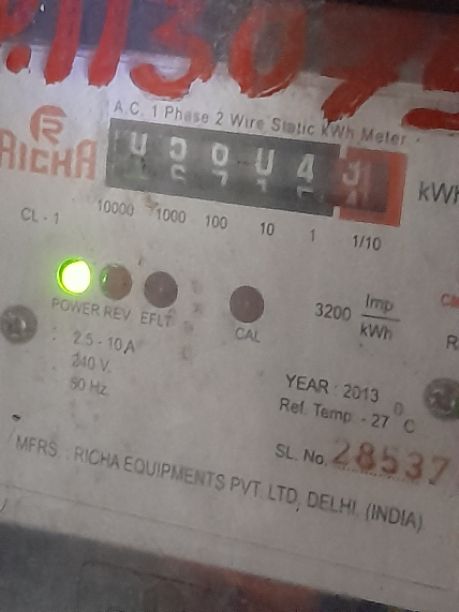 A.C. 1 Phase 2 Wire Static kWh Meter
RICHA
kWh
CL - 1
10000 1000 100 10 1 1/10
POWER REV EFLT
CAL
3200 Imp
kWh
2.5 - 10 A
240 V.
50 Hz
YEAR : 2013
Ref. Temp - 27 °C
SL. No. 28537
MFRS. : RICHA EQUIPMENTS PVT. LTD, DELHI. (INDIA)